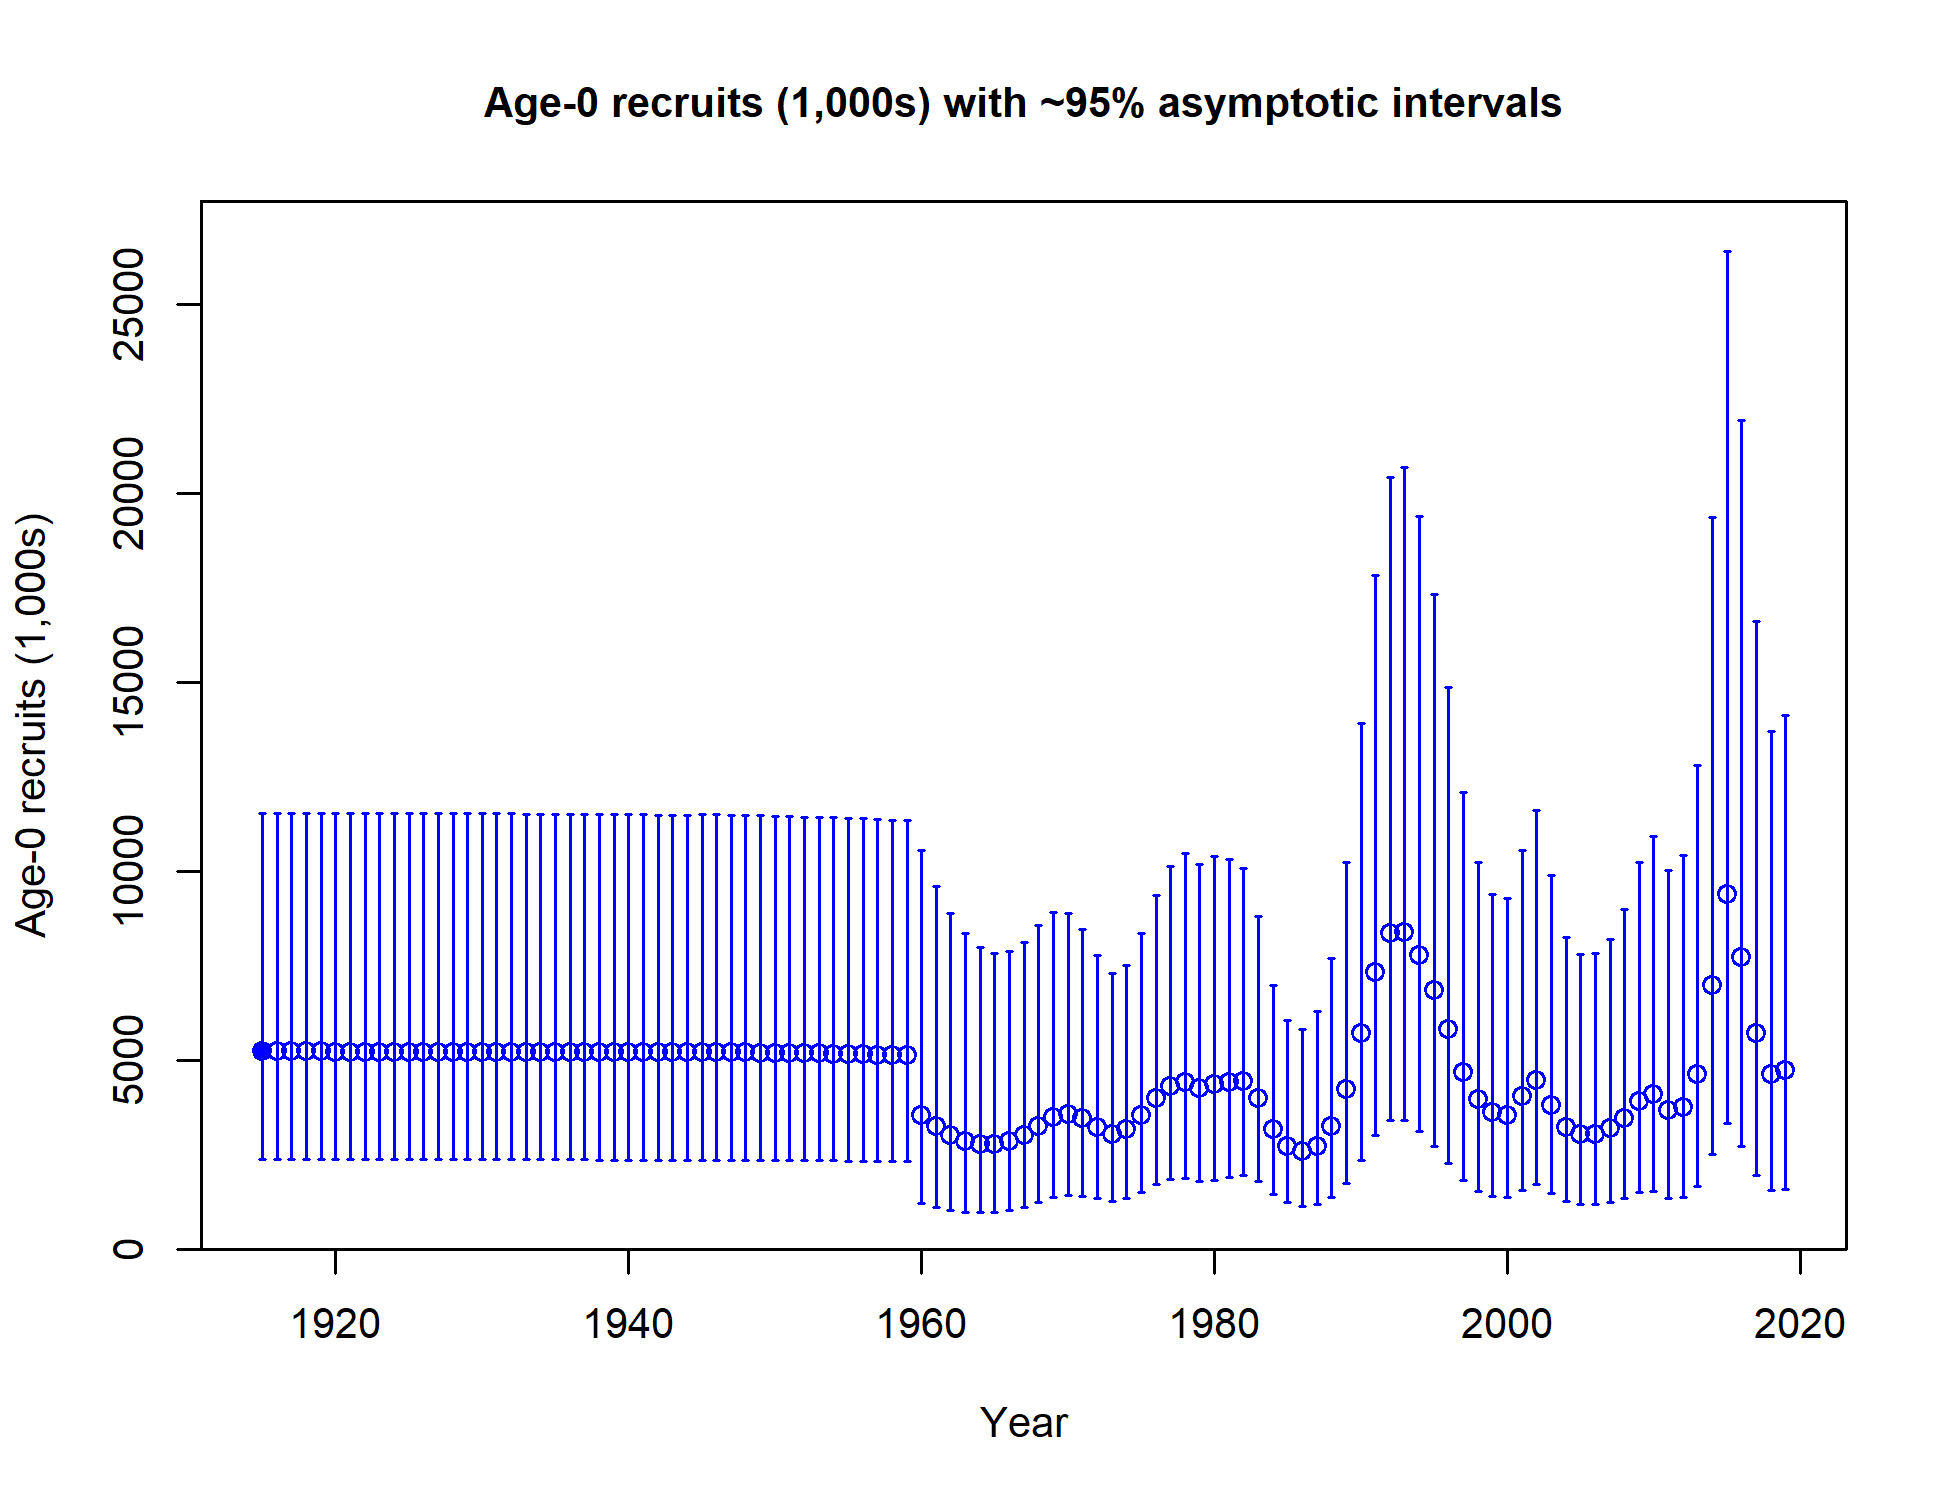 Age-0 recruits (1,000s) with ~95% asymptotic intervals
Age-0 recruits (1,000s)
25000
20000
15000
10000
5000
0
1920 1940 1960 1980 2000 2020
Year